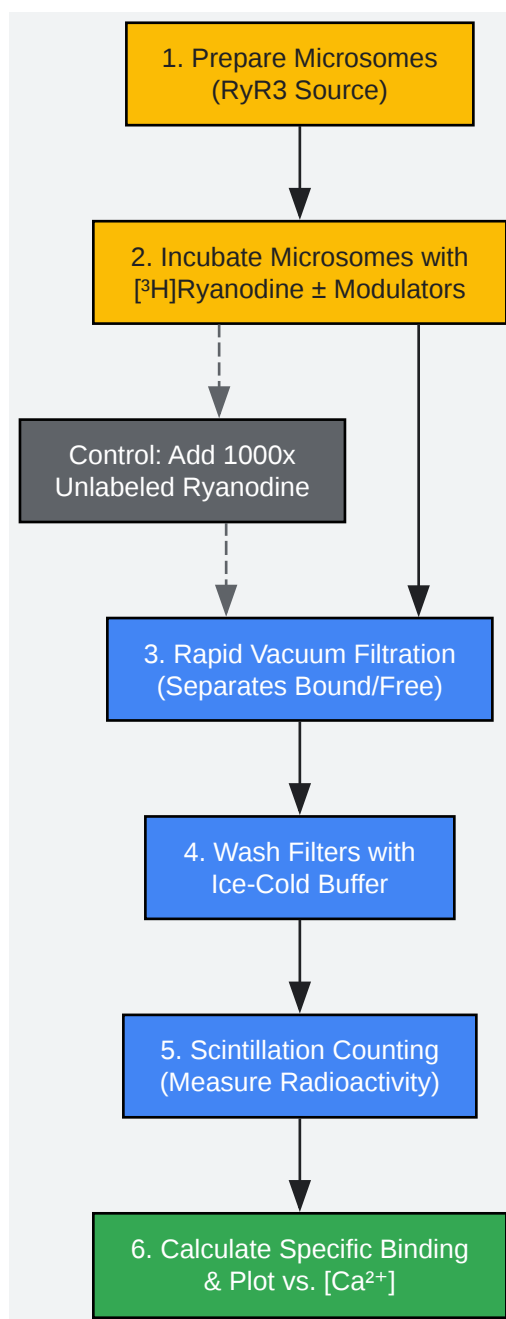 1. Prepare Microsomes
(RyR3 Source)
2. Incubate Microsomes with
[³H]Ryanodine ± Modulators
Control: Add 1000x
Unlabeled Ryanodine
3. Rapid Vacuum Filtration
(Separates Bound/Free)
4. Wash Filters with
Ice-Cold Buffer
5. Scintillation Counting
(Measure Radioactivity)
6. Calculate Specific Binding
& Plot vs. [Ca²⁺]